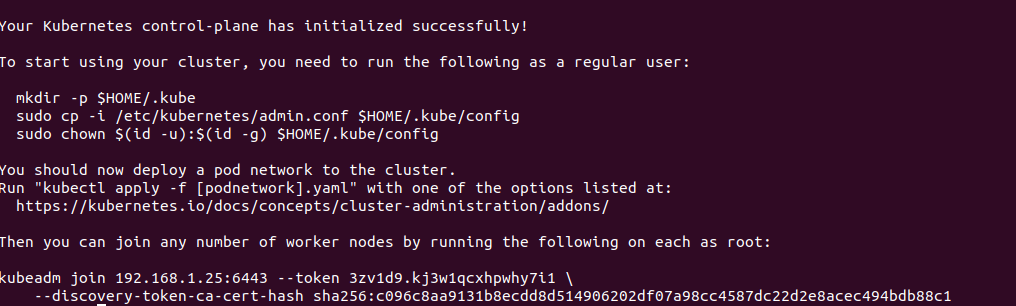 Your Kubernetes control-plane has initialized successfully!
To start using your cluster, you need to run the following as a regular user:
mkdir -p $HOME/.kube
sudo cp -i /etc/kubernetes/admin.conf $HOME/.kube/config
sudo chown $(id -u):$(id -g) $HOME/.kube/config
You should now deploy a pod network to the cluster.
Run "kubectl apply -f [podnetwork].yaml" with one of the options listed at:
https://kubernetes.io/docs/concepts/cluster-administration/addons/
Then you can join any number of worker nodes by running the following on each as root:
kubeadm join 192.168.1.25:6443 --token 3zv1d9.kj3w1qcxhpwhy7i1 \
--discovery-token-ca-cert-hash sha256:c096c8aa9131b8ecdd8d514906202df07a98cc4587dc22d2e8acec494bdb88c1